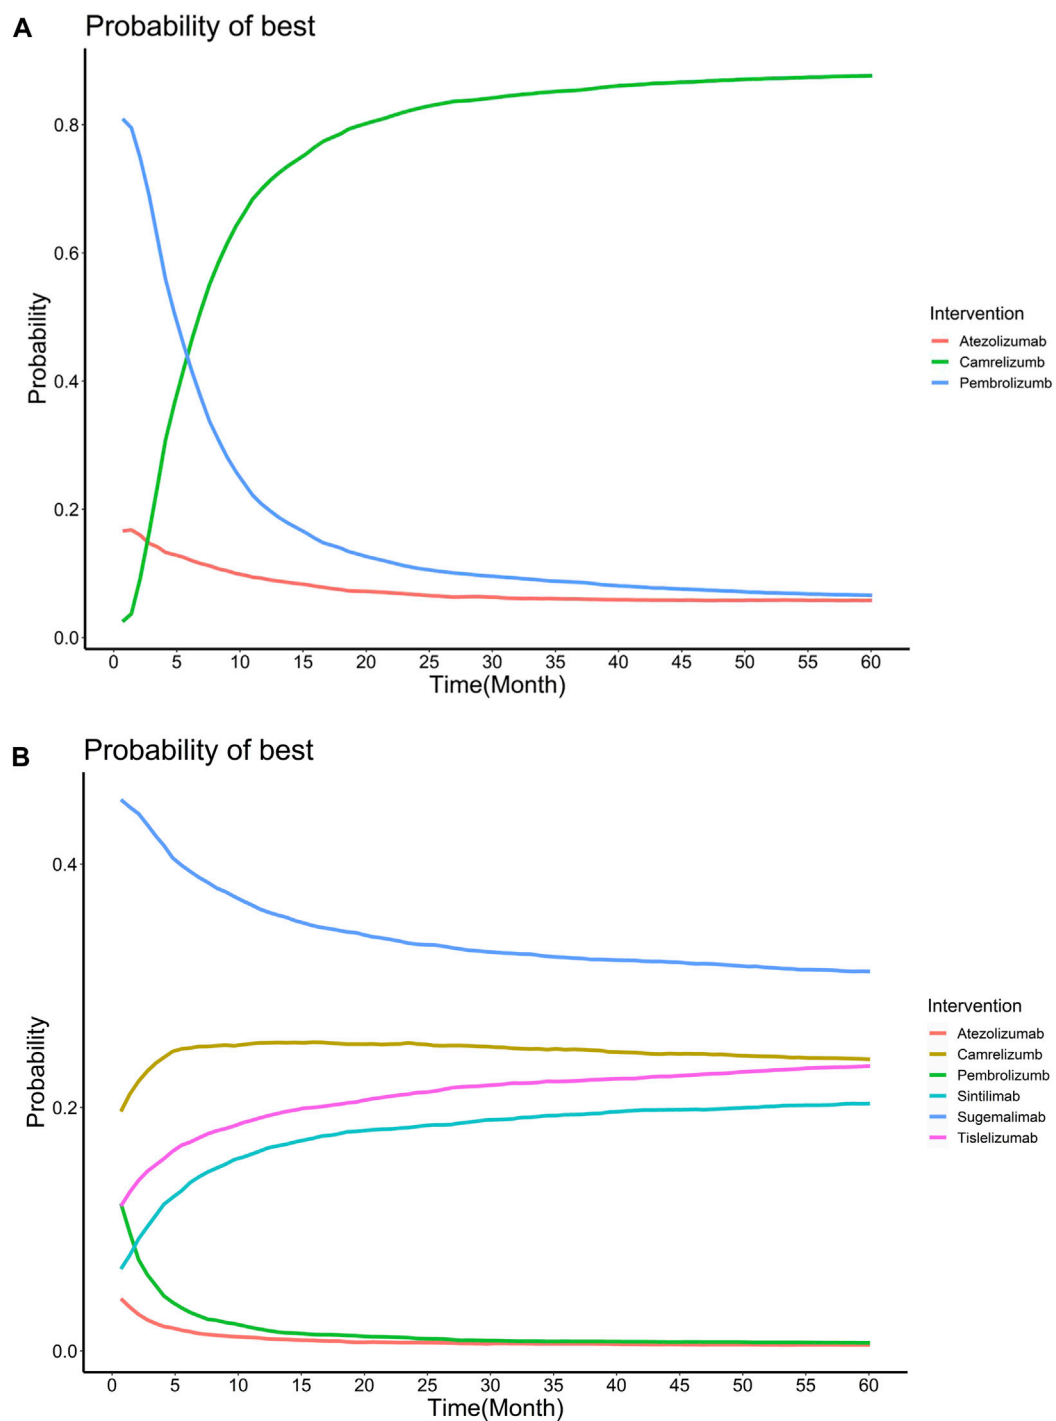 A
Probability of best
Probability
0.8
0.6
0.4
0.2
0.0
0 5 10 15 20 25 30 35 40 45 50 55 60
Time(Month)
Intervention
Atezolizumab
Camrelizumb
Pembrolizumb
B
Probability of best
Probability
0.4
0.2
0.0
0 5 10 15 20 25 30 35 40 45 50 55 60
Time(Month)
Intervention
Atezolizumab
Camrelizumb
Pembrolizumb
Sintilimab
Sugemalimab
Tislelizumab